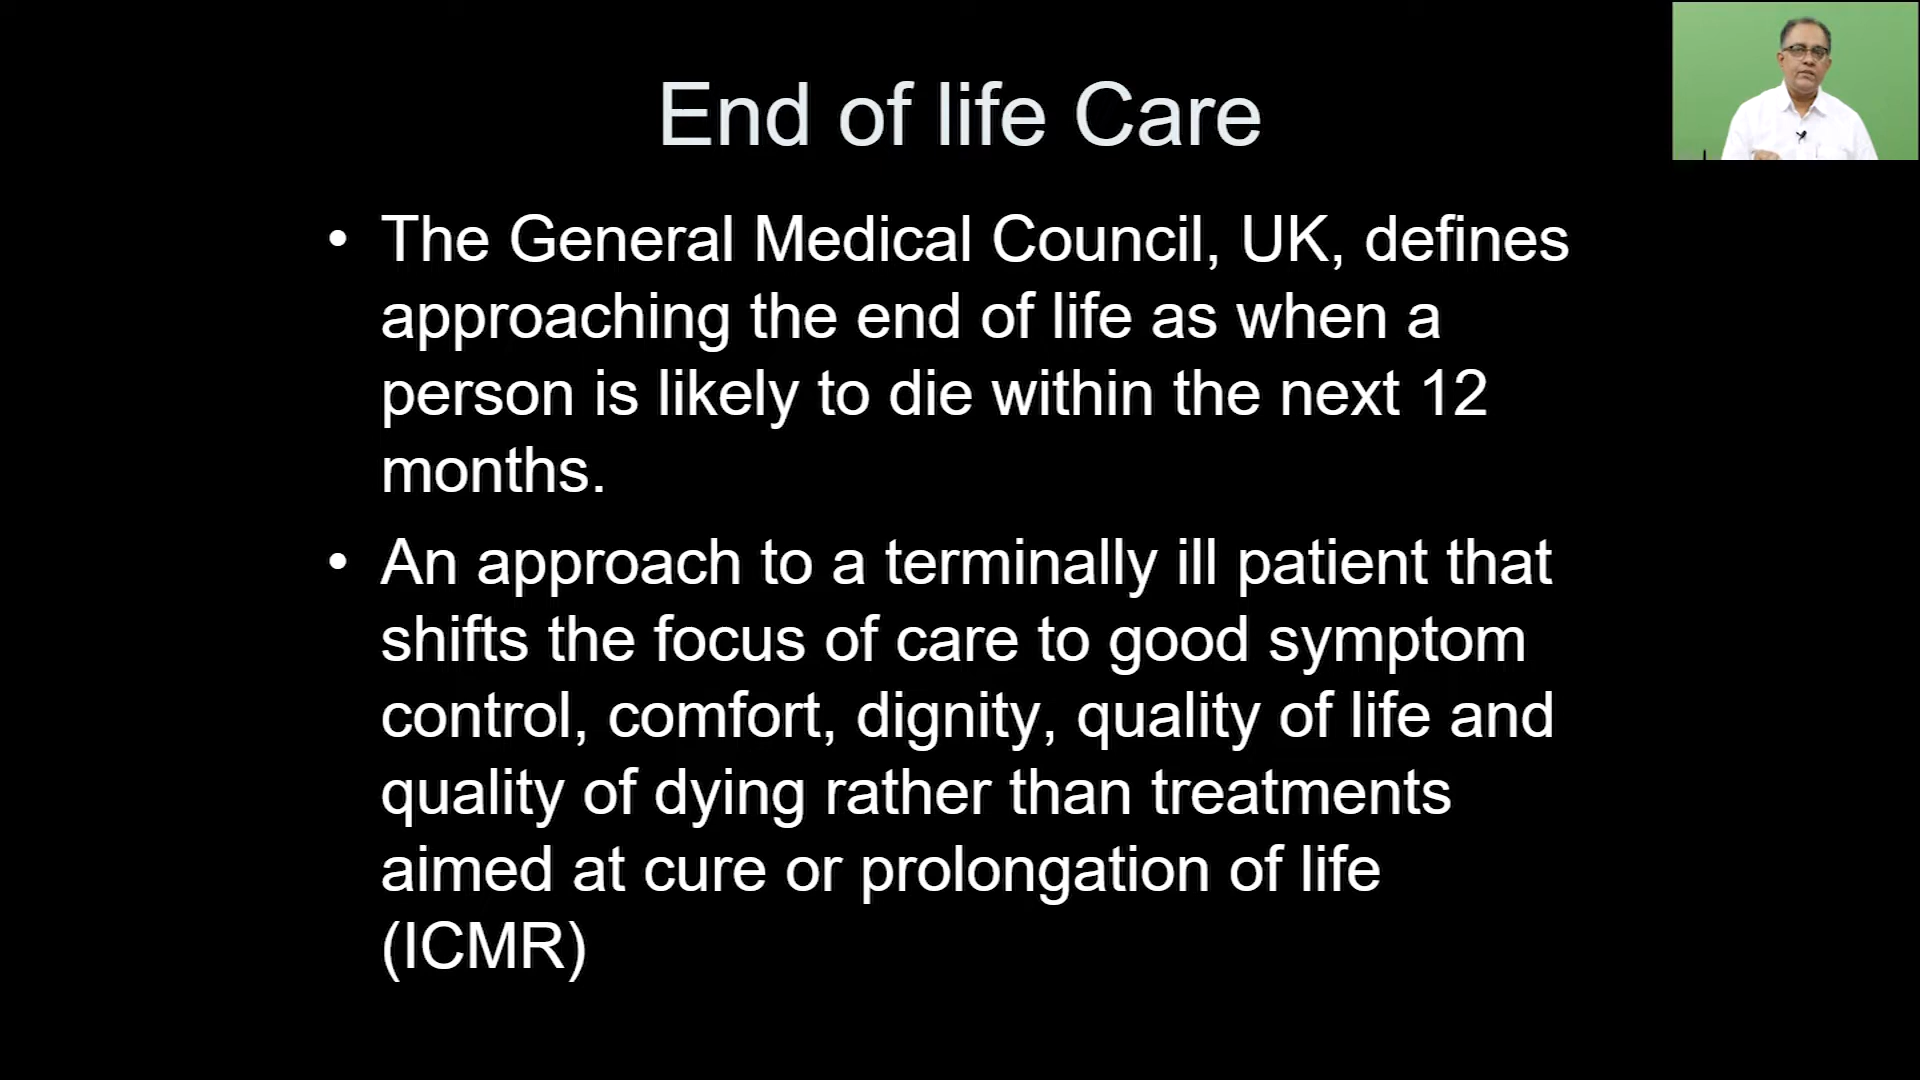 End of life Care
• The General Medical Council, UK, defines
approaching the end of life as when a
person is likely to die within the next 12
months.
• An approach to a terminally ill patient that
shifts the focus of care to good symptom
control, comfort, dignity, quality of life and
quality of dying rather than treatments
aimed at cure or prolongation of life
(ICMR)